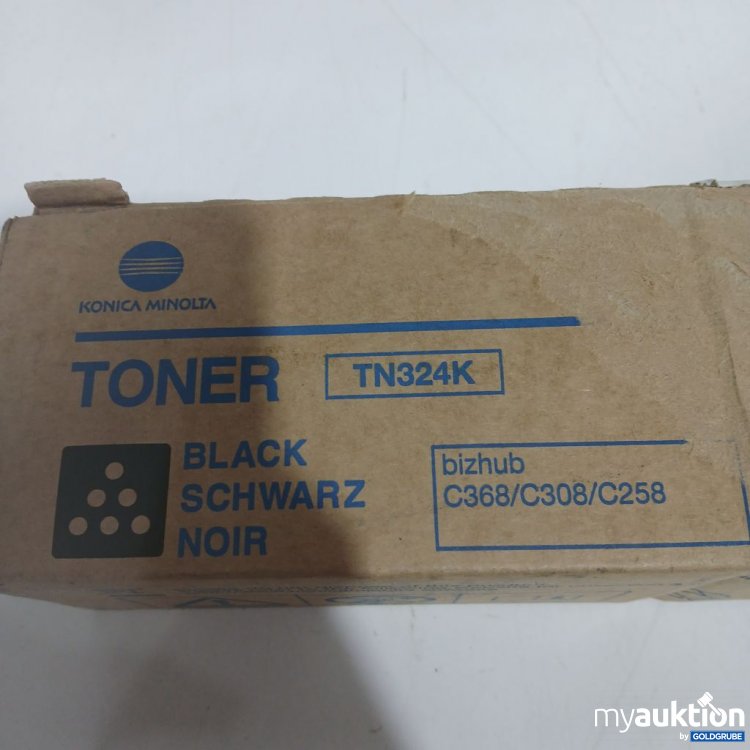 KONICA MINOLTA
TONER TN324K
BLACK
SCHWARZ
NOIR
bizhub
C368/C308/C258
myauktion
by GOLDGRUBE